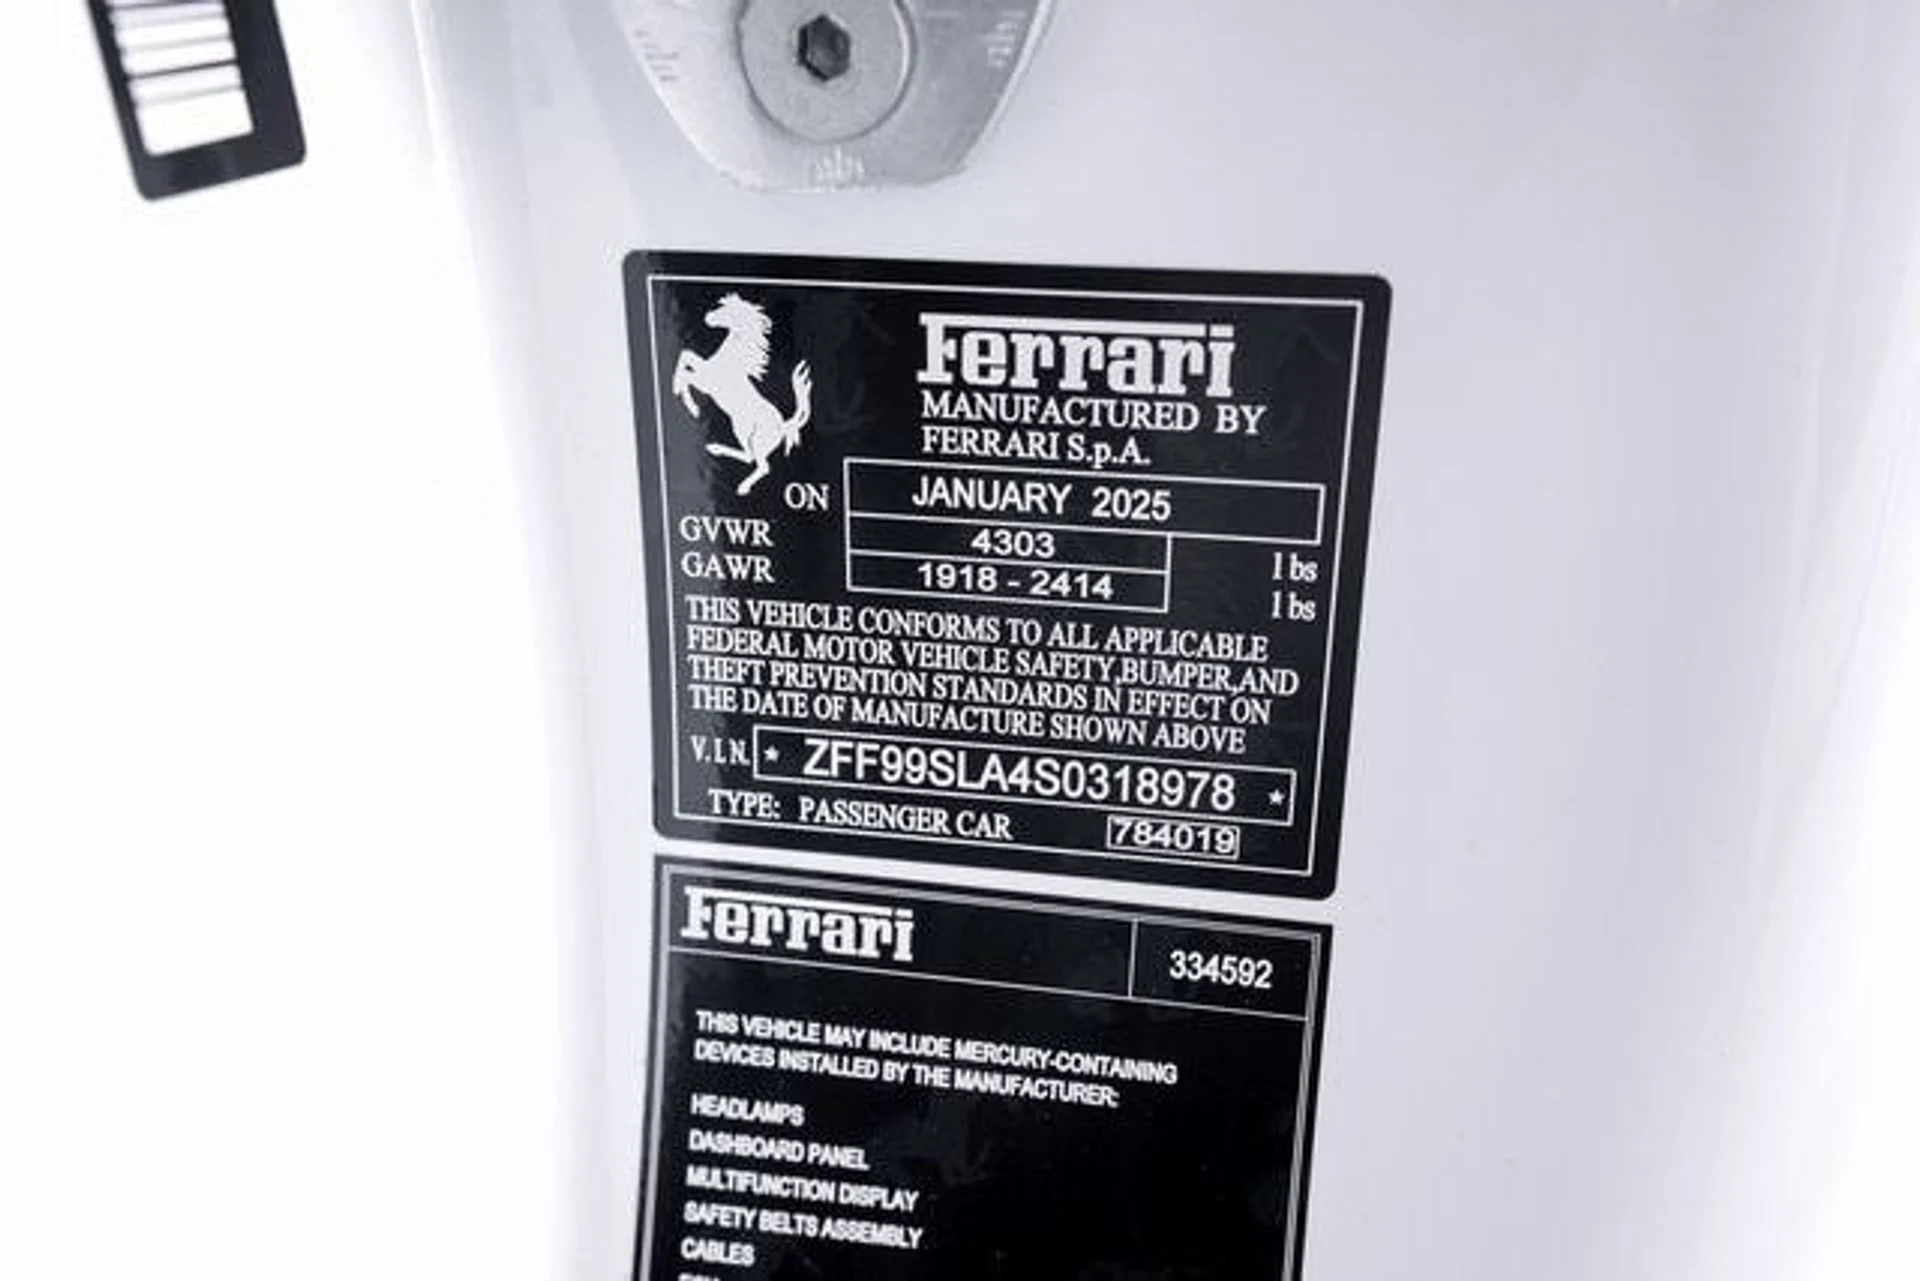 Ferrari
MANUFACTURED BY
FERRARI S.p.A.
ON JANUARY 2025
GVWR 4303 lbs
GAWR 1918 - 2414 lbs
THIS VEHICLE CONFORMS TO ALL APPLICABLE
FEDERAL MOTOR VEHICLE SAFETY,BUMPER,AND
THEFT PREVENTION STANDARDS IN EFFECT ON
THE DATE OF MANUFACTURE SHOWN ABOVE
V.I.N. * ZFF99SLA4S0318978 *
TYPE: PASSENGER CAR 784019
Ferrari 334592
THIS VEHICLE MAY INCLUDE MERCURY-CONTAINING
DEVICES INSTALLED BY THE MANUFACTURER:
HEADLAMPS
DASHBOARD PANEL
MULTIFUNCTION DISPLAY
SAFETY BELTS ASSEMBLY
CABLES